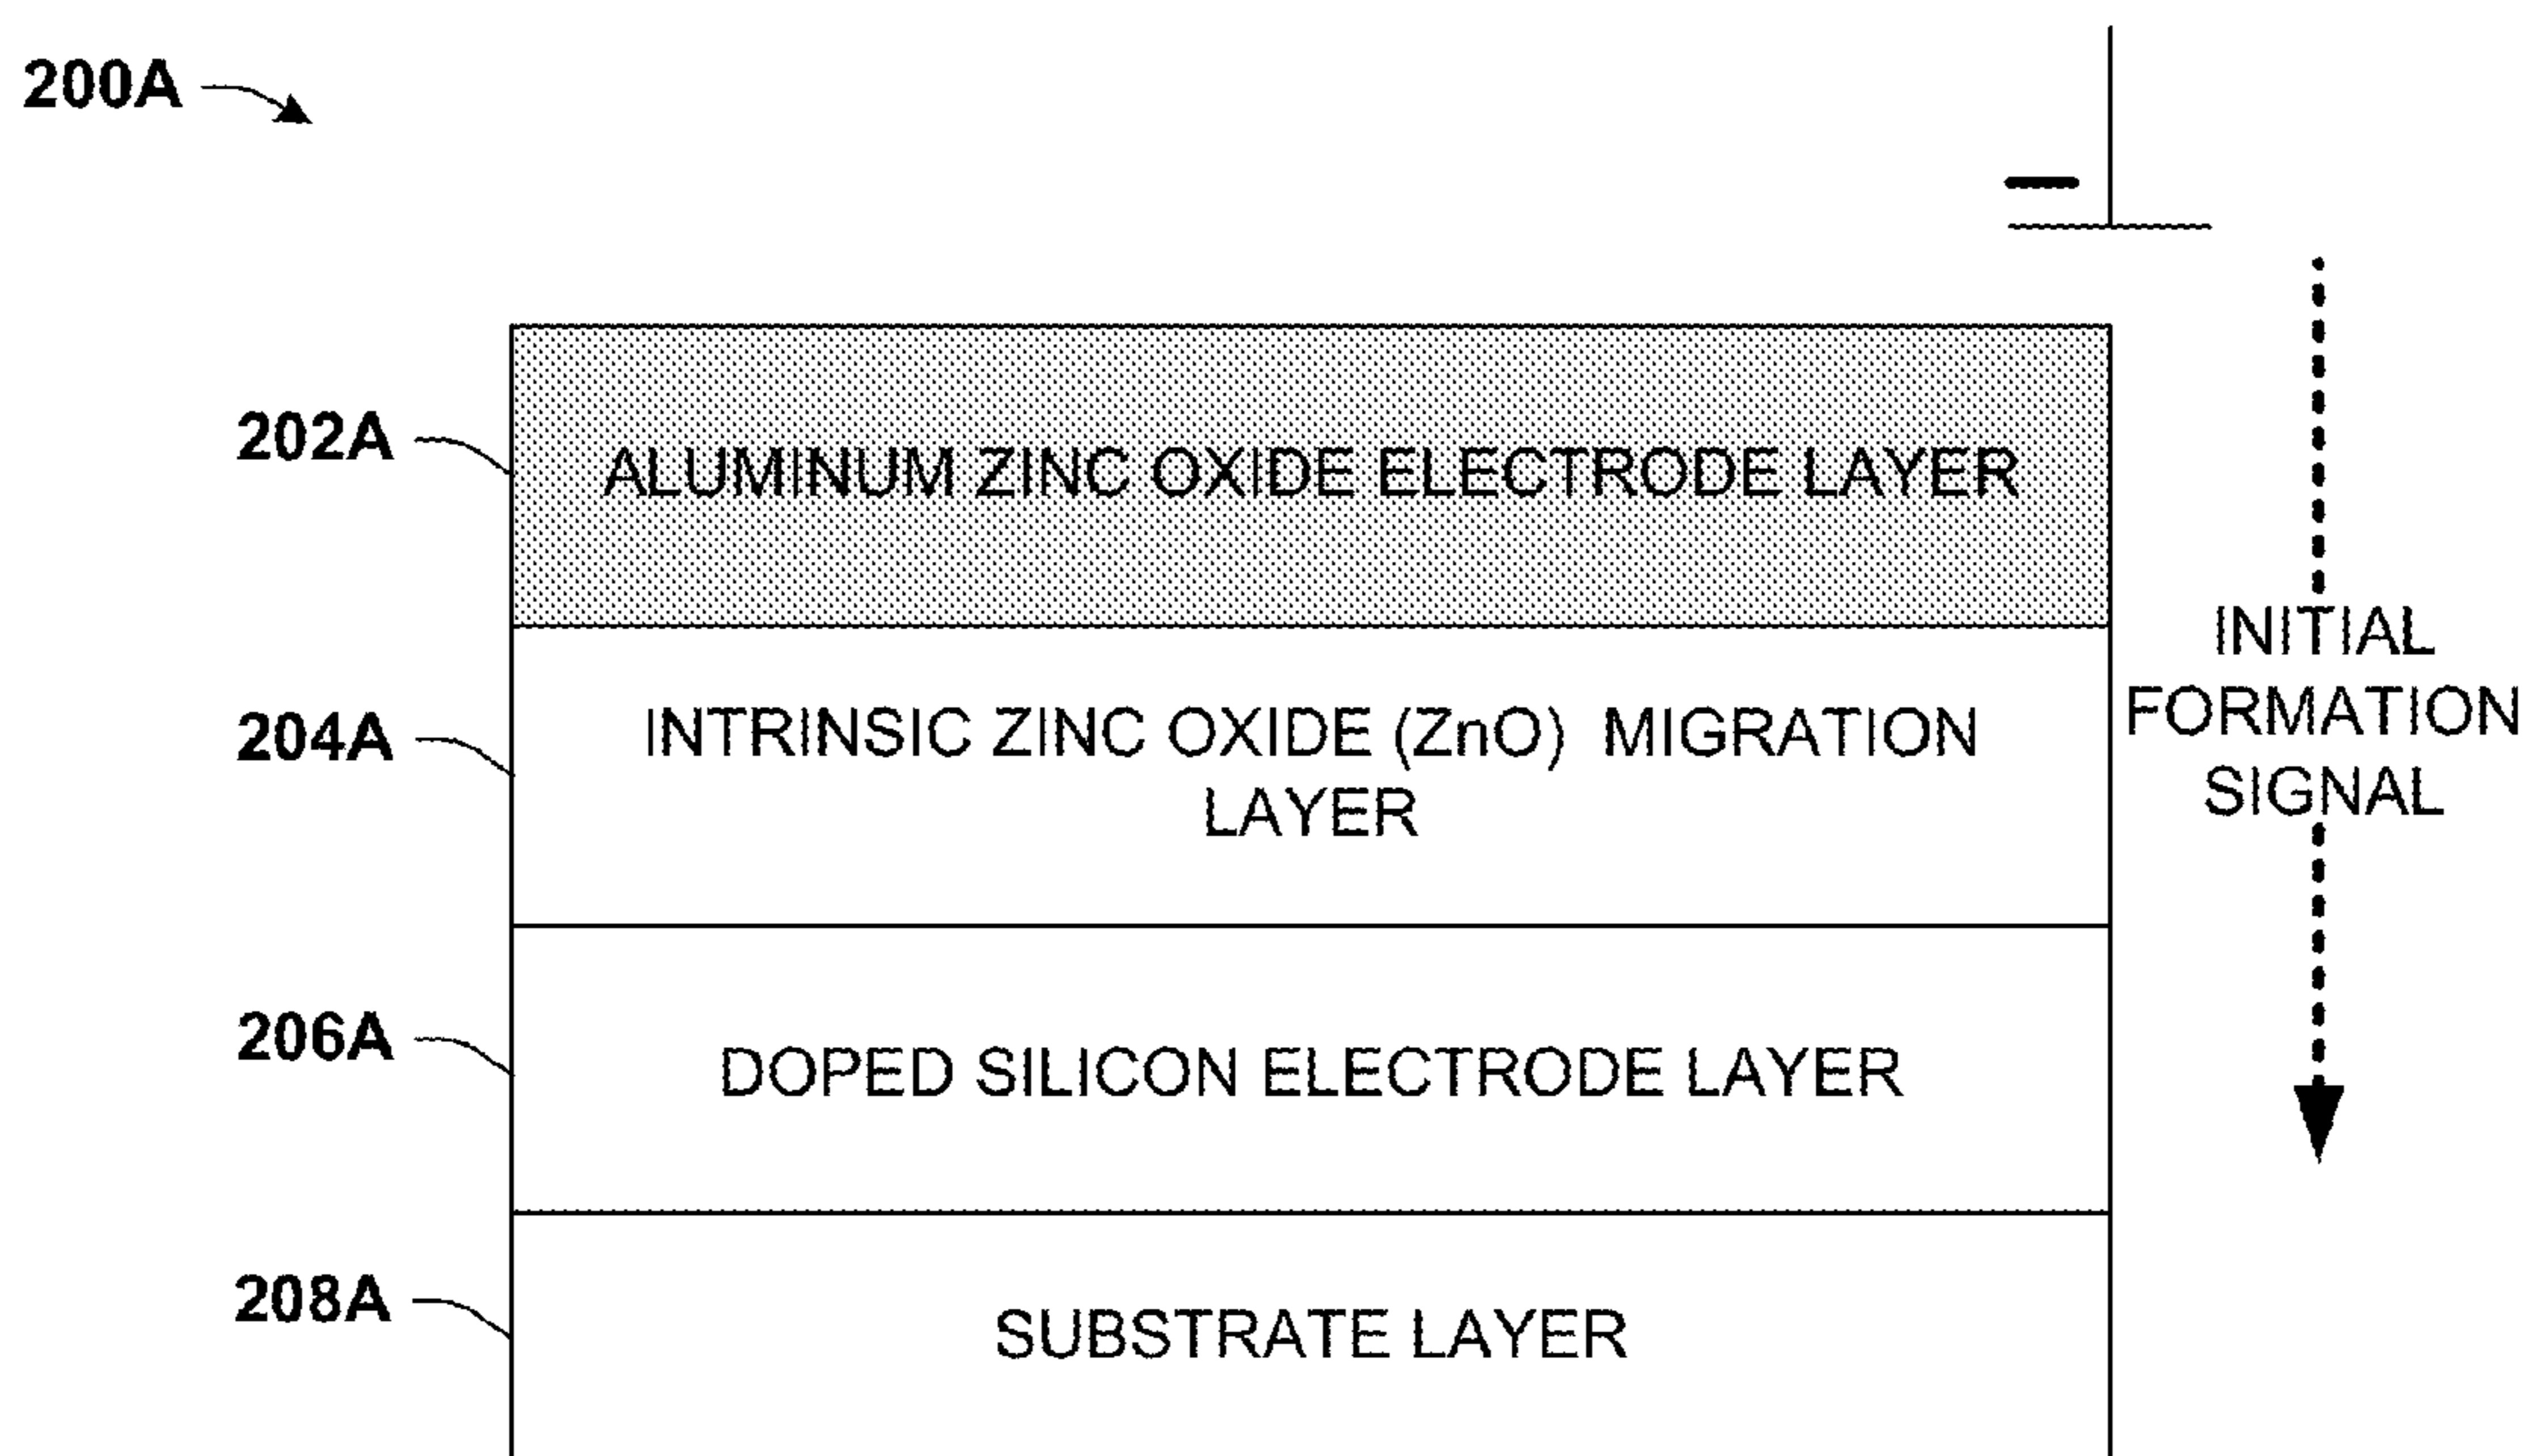 200A
202A
ALUMINUM ZINC OXIDE ELECTRODE LAYER
204A
INTRINSIC ZINC OXIDE (ZnO) MIGRATION
LAYER
INITIAL
FORMATION
SIGNAL
206A
DOPED SILICON ELECTRODE LAYER
208A
SUBSTRATE LAYER